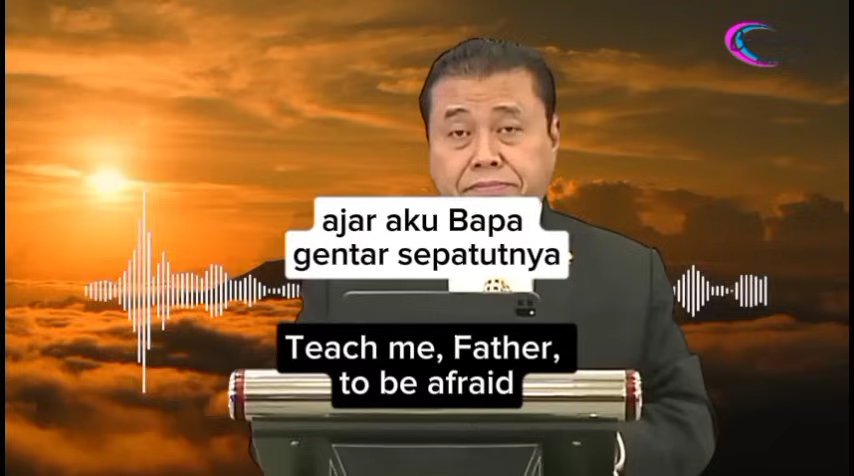 ajar aku Bapa
gentar sepatutnya
Teach me, Father,
to be afraid